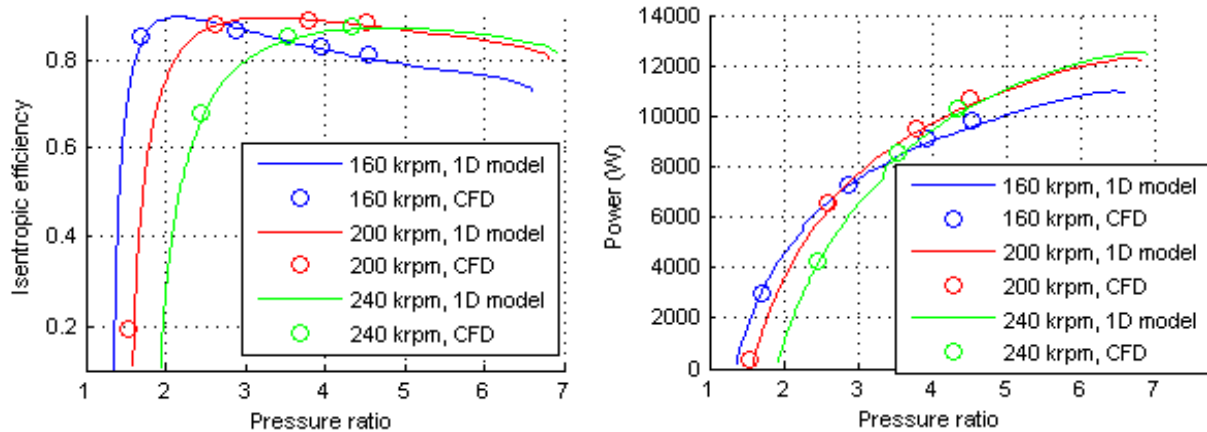 0.8
0.6
0.4
0.2
Isentropic efficiency
160 krpm, 1D model
160 krpm, CFD
200 krpm, 1D model
200 krpm, CFD
240 krpm, 1D model
240 krpm, CFD
1 2 3 4 5 6 7
Pressure ratio
14000
12000
10000
8000
6000
4000
2000
0
Power (W)
160 krpm, 1D model
160 krpm, CFD
200 krpm, 1D model
200 krpm, CFD
240 krpm, 1D model
240 krpm, CFD
1 2 3 4 5 6 7
Pressure ratio